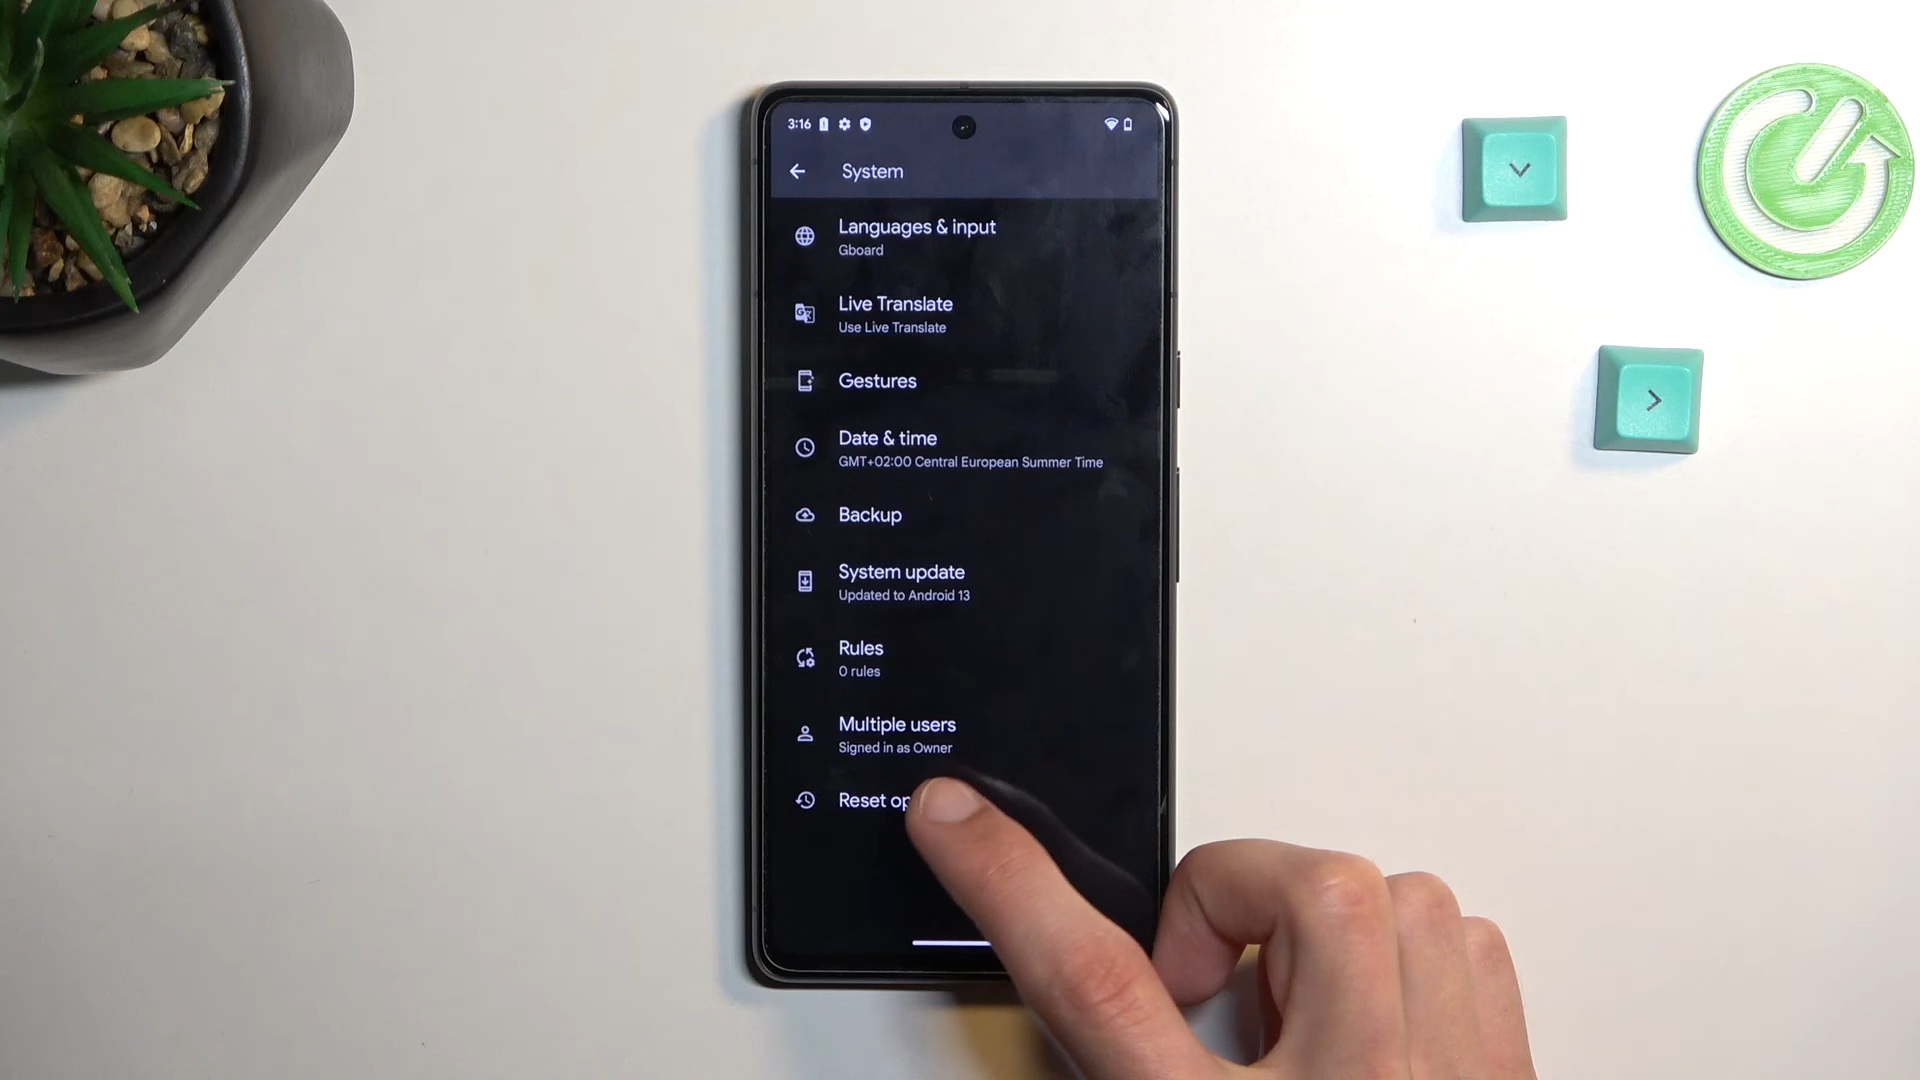 3:16
System
Languages & input
Gboard
Live Translate
Use Live Translate
Gestures
Date & time
GMT+02:00 Central European Summer Time
Backup
System update
Updated to Android 13
Rules
0 rules
Multiple users
Signed in as Owner
Reset